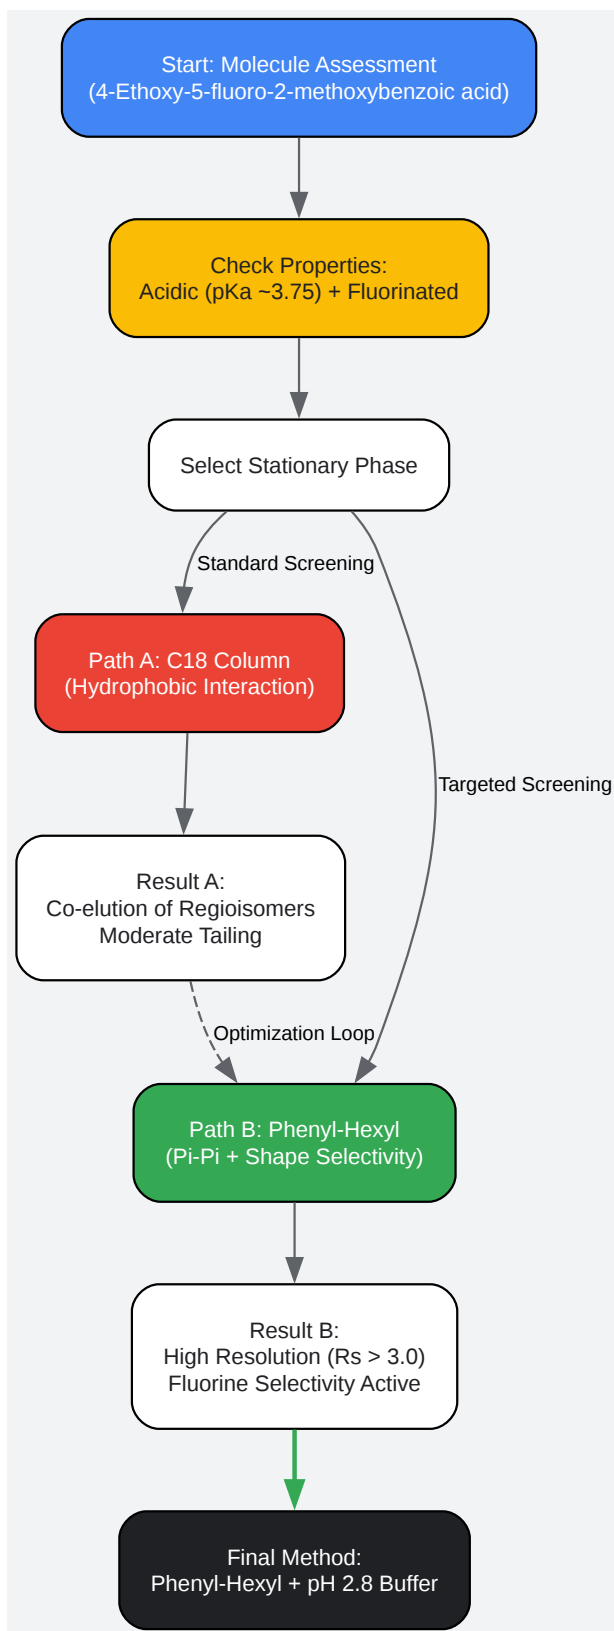 Start: Molecule Assessment
(4-Ethoxy-5-fluoro-2-methoxybenzoic acid)
Check Properties:
Acidic (pKa ~3.75) + Fluorinated
Select Stationary Phase
Standard Screening
Path A: C18 Column
(Hydrophobic Interaction)
Targeted Screening
Result A:
Co-elution of Regioisomers
Moderate Tailing
Optimization Loop
Path B: Phenyl-Hexyl
(Pi-Pi + Shape Selectivity)
Result B:
High Resolution (Rs > 3.0)
Fluorine Selectivity Active
Final Method:
Phenyl-Hexyl + pH 2.8 Buffer